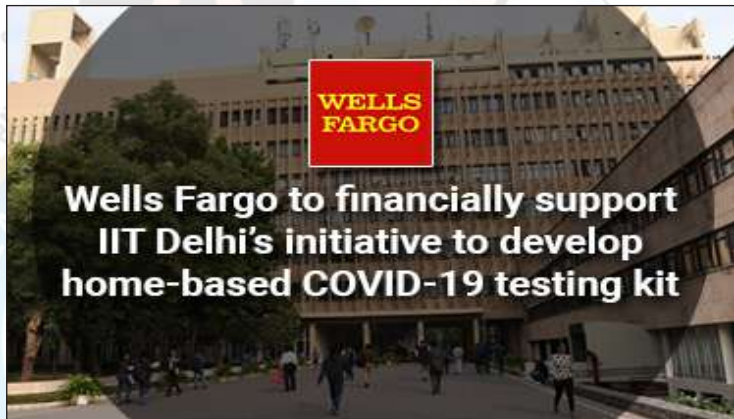 WELLS
FARGO
Wells Fargo to financially support
IIT Delhi’s initiative to develop
home-based COVID-19 testing kit